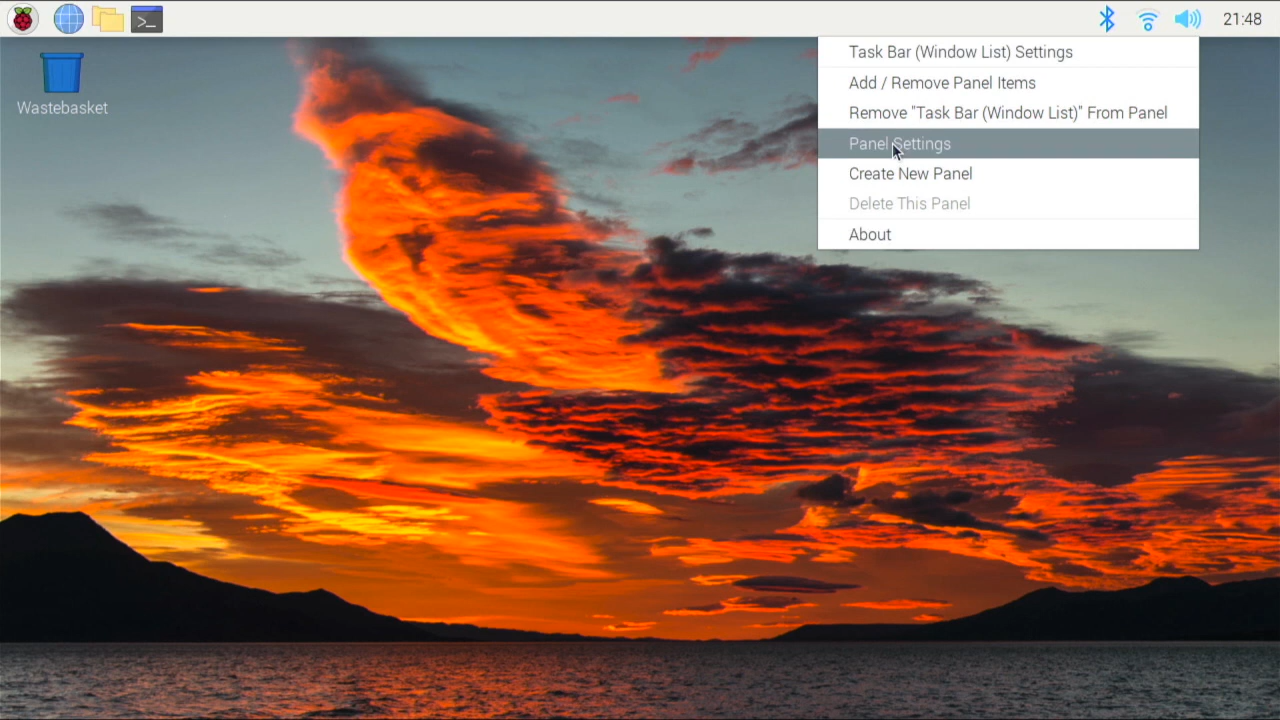 21:48
Wastebasket
Task Bar (Window List) Settings
Add / Remove Panel Items
Remove "Task Bar (Window List)" From Panel
Panel Settings
Create New Panel
Delete This Panel
About